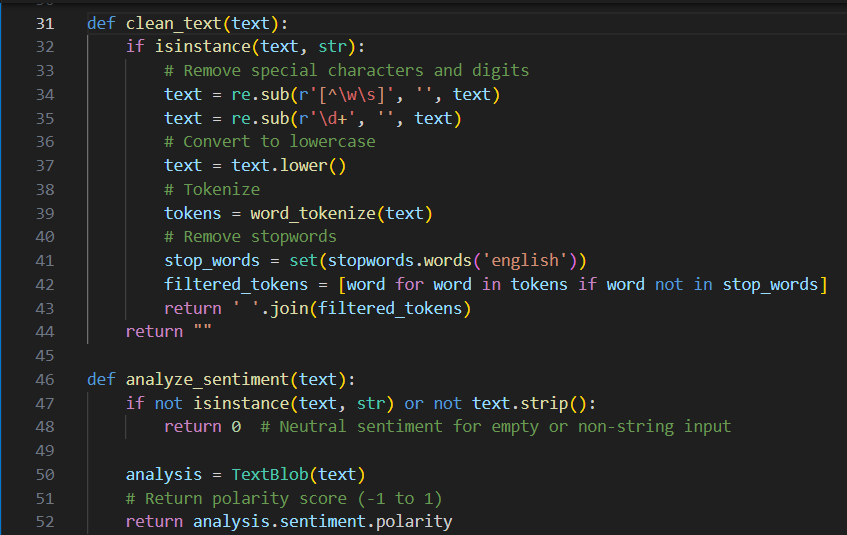 31 def clean_text(text):
32     if isinstance(text, str):
33         # Remove special characters and digits
34         text = re.sub(r'[^\w\s]', '', text)
35         text = re.sub(r'\d+', '', text)
36         # Convert to lowercase
37         text = text.lower()
38         # Tokenize
39         tokens = word_tokenize(text)
40         # Remove stopwords
41         stop_words = set(stopwords.words('english'))
42         filtered_tokens = [word for word in tokens if word not in stop_words]
43         return ' '.join(filtered_tokens)
44     return ""
45
46 def analyze_sentiment(text):
47     if not isinstance(text, str) or not text.strip():
48         return 0  # Neutral sentiment for empty or non-string input
49
50     analysis = TextBlob(text)
51     # Return polarity score (-1 to 1)
52     return analysis.sentiment.polarity